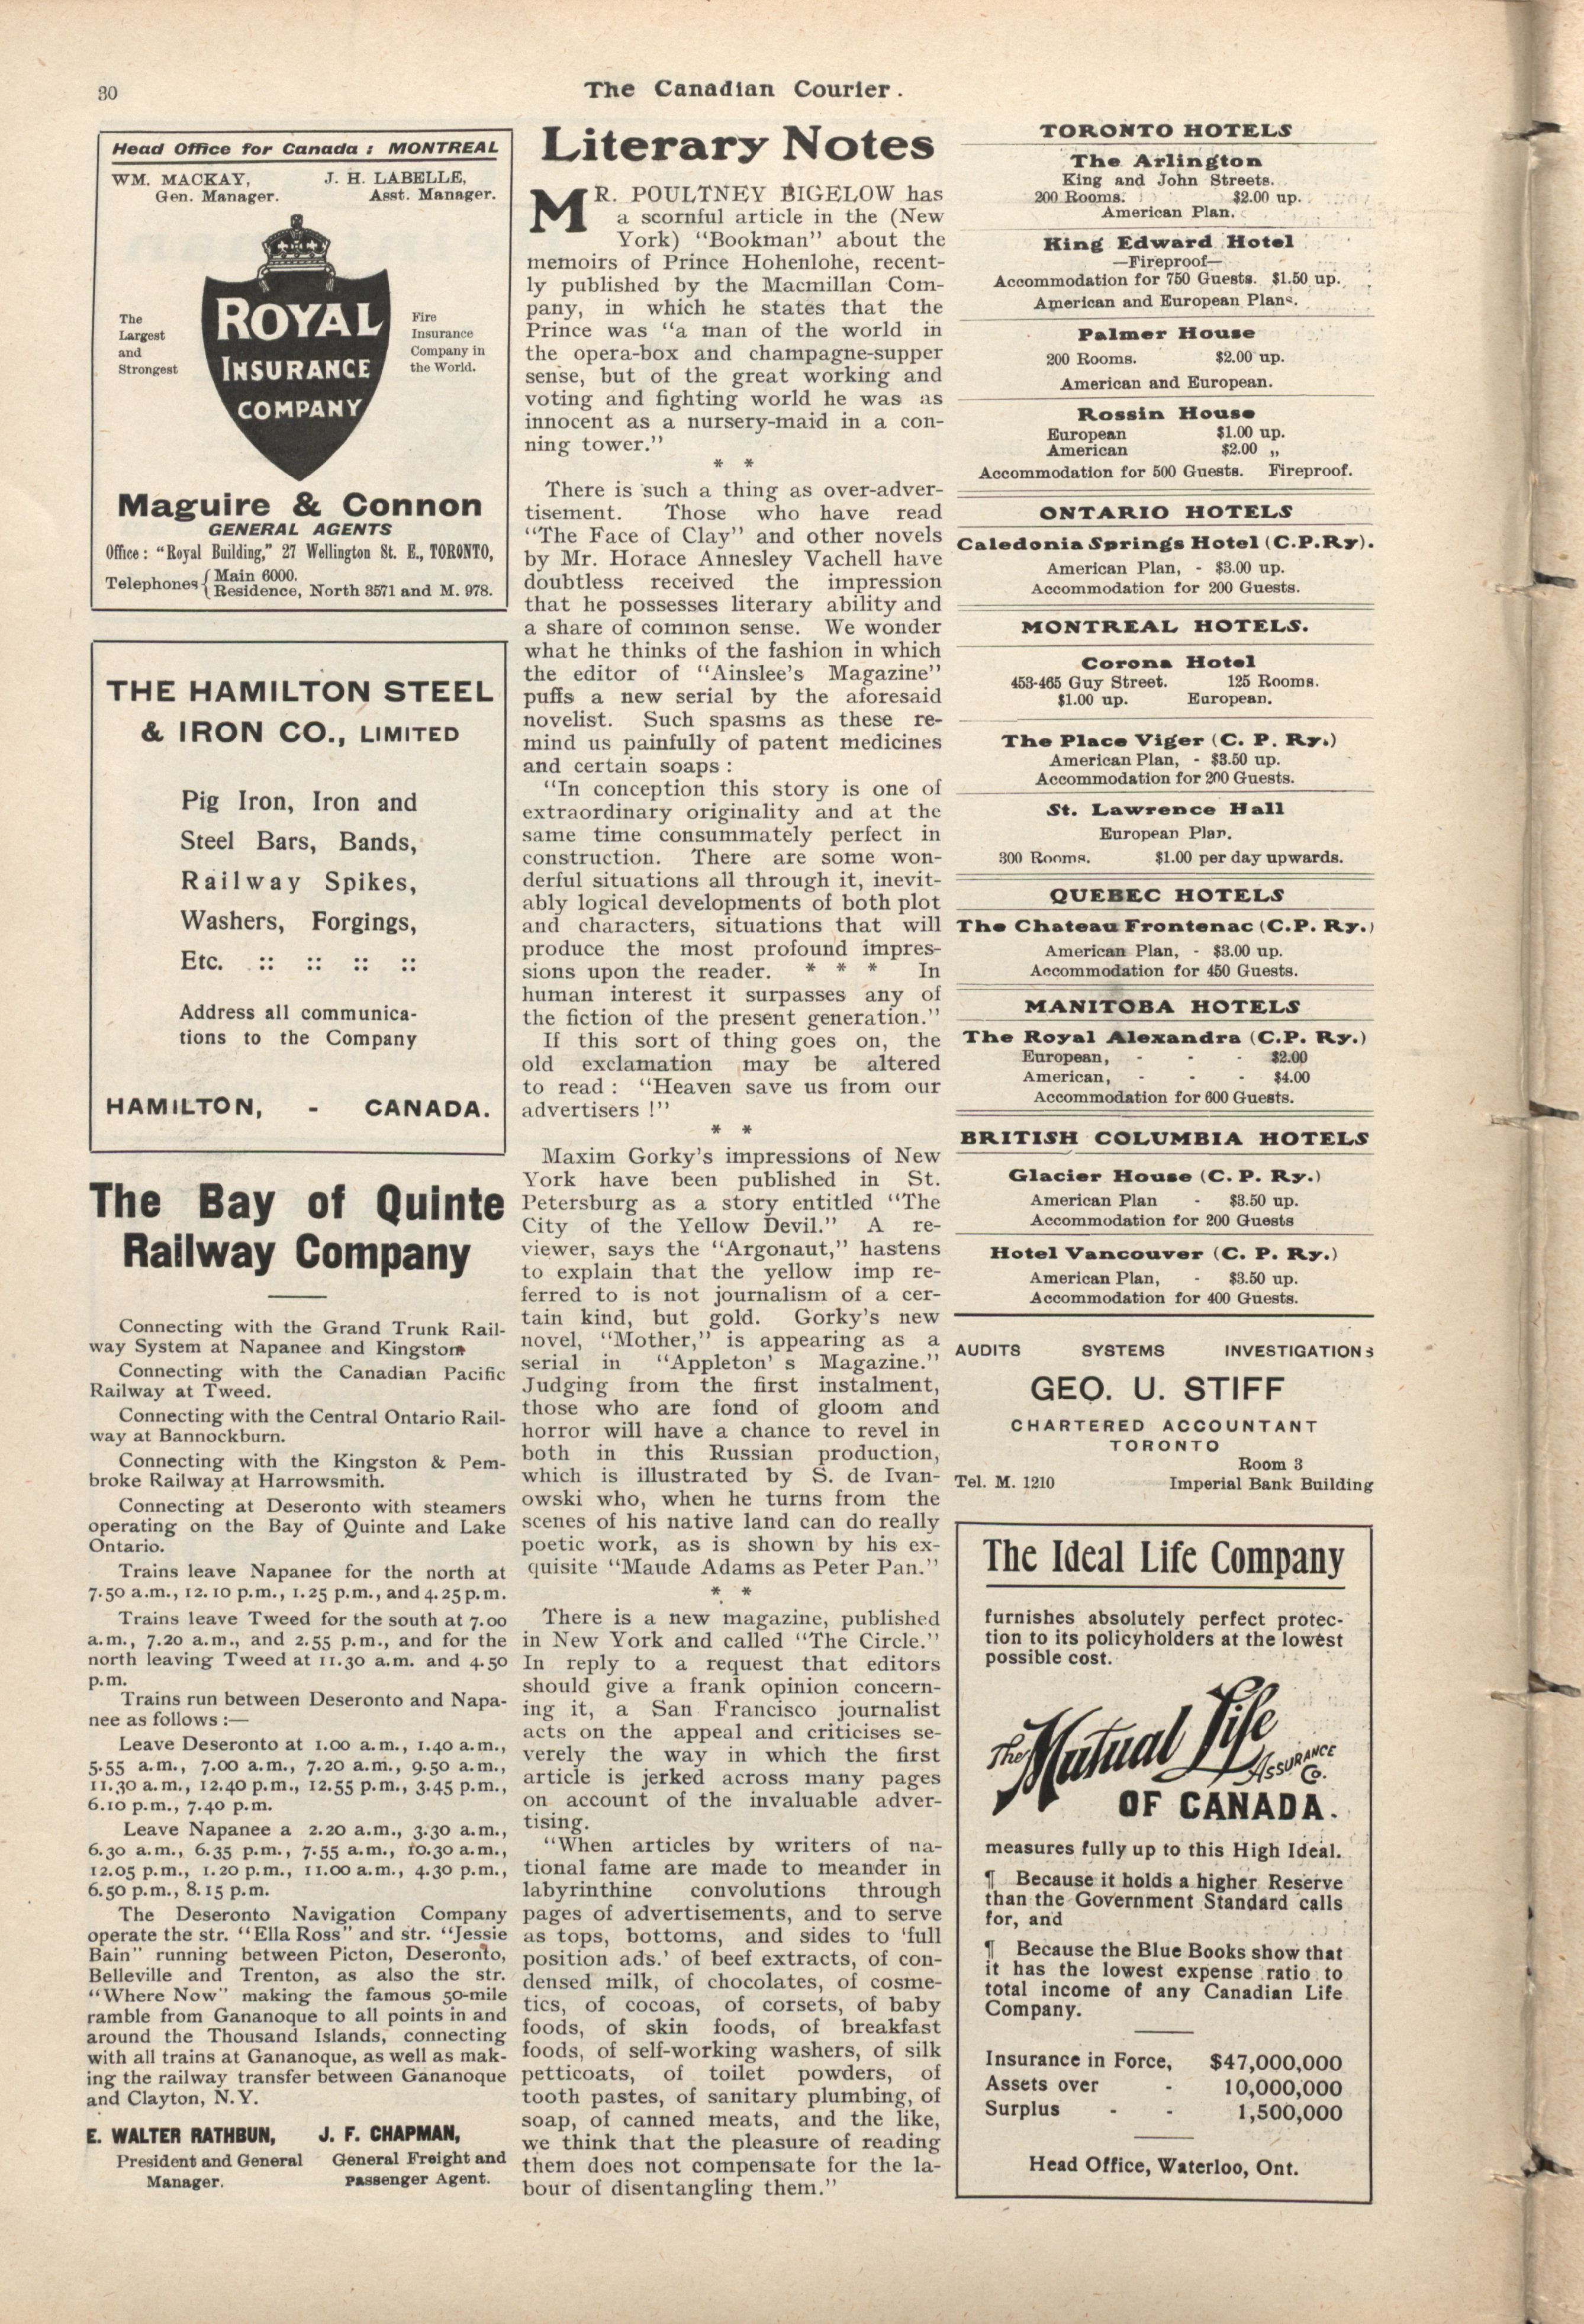 30
The Canadian Courier.
Head Office for Canada: MONTREAL
WM. MACKAY,
Gen. Manager.
J. H. LABELLE,
Asst. Manager.
The
Largest
and
Strongest
ROYAL
INSURANCE
COMPANY
Fire
Insurance
Company in
the World.
Maguire & Connon
GENERAL AGENTS
Office: "Royal Building," 27 Wellington St. E., TORONTO,
Telephones { Main 6000.
Residence, North 3571 and M. 978.
THE HAMILTON STEEL
& IRON CO., LIMITED
Pig Iron, Iron and
Steel Bars, Bands,
Railway Spikes,
Washers, Forgings,
Etc. :: :: :: ::
Address all communica-
tions to the Company
HAMILTON, - CANADA.
The Bay of Quinte
Railway Company
Connecting with the Grand Trunk Rail-
way System at Napanee and Kingston
Connecting with the Canadian Pacific
Railway at Tweed.
Connecting with the Central Ontario Rail-
way at Bannockburn.
Connecting with the Kingston & Pem-
broke Railway at Harrowsmith.
Connecting at Deseronto with steamers
operating on the Bay of Quinte and Lake
Ontario.
Trains leave Napanee for the north at
7.50 a.m., 12.10 p.m., 1.25 p.m., and 4.25 p.m.
Trains leave Tweed for the south at 7.00
a.m., 7.20 a.m., and 2.55 p.m., and for the
north leaving Tweed at 11.30 a.m. and 4.50
p.m.
Trains run between Deseronto and Napa-
nee as follows:—
Leave Deseronto at 1.00 a.m., 1.40 a.m.,
5.55 a.m., 7.00 a.m., 7.20 a.m., 9.50 a.m.,
11.30 a.m., 12.40 p.m., 12.55 p.m., 3.45 p.m.,
6.10 p.m., 7.40 p.m.
Leave Napanee a 2.20 a.m., 3.30 a.m.,
6.30 a.m., 6.35 p.m., 7.55 a.m., 10.30 a.m.,
12.05 p.m., 1.20 p.m., 11.00 a.m., 4.30 p.m.,
6.50 p.m., 8.15 p.m.
The Deseronto Navigation Company
operate the str. "Ella Ross" and str. "Jessie
Bain" running between Picton, Deseronto,
Belleville and Trenton, as also the str.
"Where Now" making the famous 50-mile
ramble from Gananoque to all points in and
around the Thousand Islands, connecting
with all trains at Gananoque, as well as mak-
ing the railway transfer between Gananoque
and Clayton, N.Y.
E. WALTER RATHBUN,
President and General
Manager.
J. F. CHAPMAN,
General Freight and
Passenger Agent.
Literary Notes
MR. POULTNEY BIGELOW has
a scornful article in the (New
York) "Bookman" about the
memoirs of Prince Hohenlohe, recent-
ly published by the Macmillan Com-
pany, in which he states that the
Prince was "a man of the world in
the opera-box and champagne-supper
sense, but of the great working and
voting and fighting world he was as
innocent as a nursery-maid in a con-
ning tower."
* *
There is such a thing as over-adver-
tisement. Those who have read
"The Face of Clay" and other novels
by Mr. Horace Annesley Vachell have
doubtless received the impression
that he possesses literary ability and
a share of common sense. We wonder
what he thinks of the fashion in which
the editor of "Ainslee's Magazine"
puffs a new serial by the aforesaid
novelist. Such spasms as these re-
mind us painfully of patent medicines
and certain soaps:
"In conception this story is one of
extraordinary originality and at the
same time consummately perfect in
construction. There are some won-
derful situations all through it, inevit-
ably logical developments of both plot
and characters, situations that will
produce the most profound impres-
sions upon the reader. * * * In
human interest it surpasses any of
the fiction of the present generation."
If this sort of thing goes on, the
old exclamation may be altered
to read: "Heaven save us from our
advertisers!"
* *
Maxim Gorky's impressions of New
York have been published in St.
Petersburg as a story entitled "The
City of the Yellow Devil." A re-
viewer, says the "Argonaut," hastens
to explain that the yellow imp re-
ferred to is not journalism of a cer-
tain kind, but gold. Gorky's new
novel, "Mother," is appearing as a
serial in "Appleton' s Magazine."
Judging from the first instalment,
those who are fond of gloom and
horror will have a chance to revel in
both in this Russian production,
which is illustrated by S. de Ivan-
owski who, when he turns from the
scenes of his native land can do really
poetic work, as is shown by his ex-
quisite "Maude Adams as Peter Pan."
* *
There is a new magazine, published
in New York and called "The Circle."
In reply to a request that editors
should give a frank opinion concern-
ing it, a San Francisco journalist
acts on the appeal and criticises se-
verely the way in which the first
article is jerked across many pages
on account of the invaluable adver-
tising.
"When articles by writers of na-
tional fame are made to meander in
labyrinthine convolutions through
pages of advertisements, and to serve
as tops, bottoms, and sides to 'full
position ads.' of beef extracts, of con-
densed milk, of chocolates, of cosme-
tics, of cocoas, of corsets, of baby
foods, of skin foods, of breakfast
foods, of self-working washers, of silk
petticoats, of toilet powders, of
tooth pastes, of sanitary plumbing, of
soap, of canned meats, and the like,
we think that the pleasure of reading
them does not compensate for the la-
bour of disentangling them."
TORONTO HOTELS
The Arlington
King and John Streets.
200 Rooms. $2.00 up.
American Plan.
King Edward Hotel
—Fireproof—
Accommodation for 750 Guests. $1.50 up.
American and European Plans.
Palmer House
200 Rooms. $2.00 up.
American and European.
Rossin House
European $1.00 up.
American $2.00 „
Accommodation for 500 Guests. Fireproof.
ONTARIO HOTELS
Caledonia Springs Hotel (C.P.Ry).
American Plan, - $3.00 up.
Accommodation for 200 Guests.
MONTREAL HOTELS.
Corona Hotel
453-465 Guy Street. 125 Rooms.
$1.00 up. European.
The Place Viger (C. P. Ry.)
American Plan, - $3.50 up.
Accommodation for 200 Guests.
St. Lawrence Hall
European Plan.
300 Rooms. $1.00 per day upwards.
QUEBEC HOTELS
The Chateau Frontenac (C.P. Ry.)
American Plan, - $3.00 up.
Accommodation for 450 Guests.
MANITOBA HOTELS
The Royal Alexandra (C.P. Ry.)
European, - - - $2.00
American, - - - $4.00
Accommodation for 600 Guests.
BRITISH COLUMBIA HOTELS
Glacier House (C. P. Ry.)
American Plan - $3.50 up.
Accommodation for 200 Guests
Hotel Vancouver (C. P. Ry.)
American Plan, - $3.50 up.
Accommodation for 400 Guests.
AUDITS SYSTEMS INVESTIGATIONS
GEO. U. STIFF
CHARTERED ACCOUNTANT
TORONTO
Room 3
Tel. M. 1210 Imperial Bank Building
The Ideal Life Company
furnishes absolutely perfect protec-
tion to its policyholders at the lowest
possible cost.
The Mutual Life
ASSURANCE
Co.
OF CANADA.
measures fully up to this High Ideal.
¶ Because it holds a higher Reserve
than the Government Standard calls
for, and
¶ Because the Blue Books show that
it has the lowest expense ratio to
total income of any Canadian Life
Company.
Insurance in Force, $47,000,000
Assets over - 10,000,000
Surplus - - 1,500,000
Head Office, Waterloo, Ont.